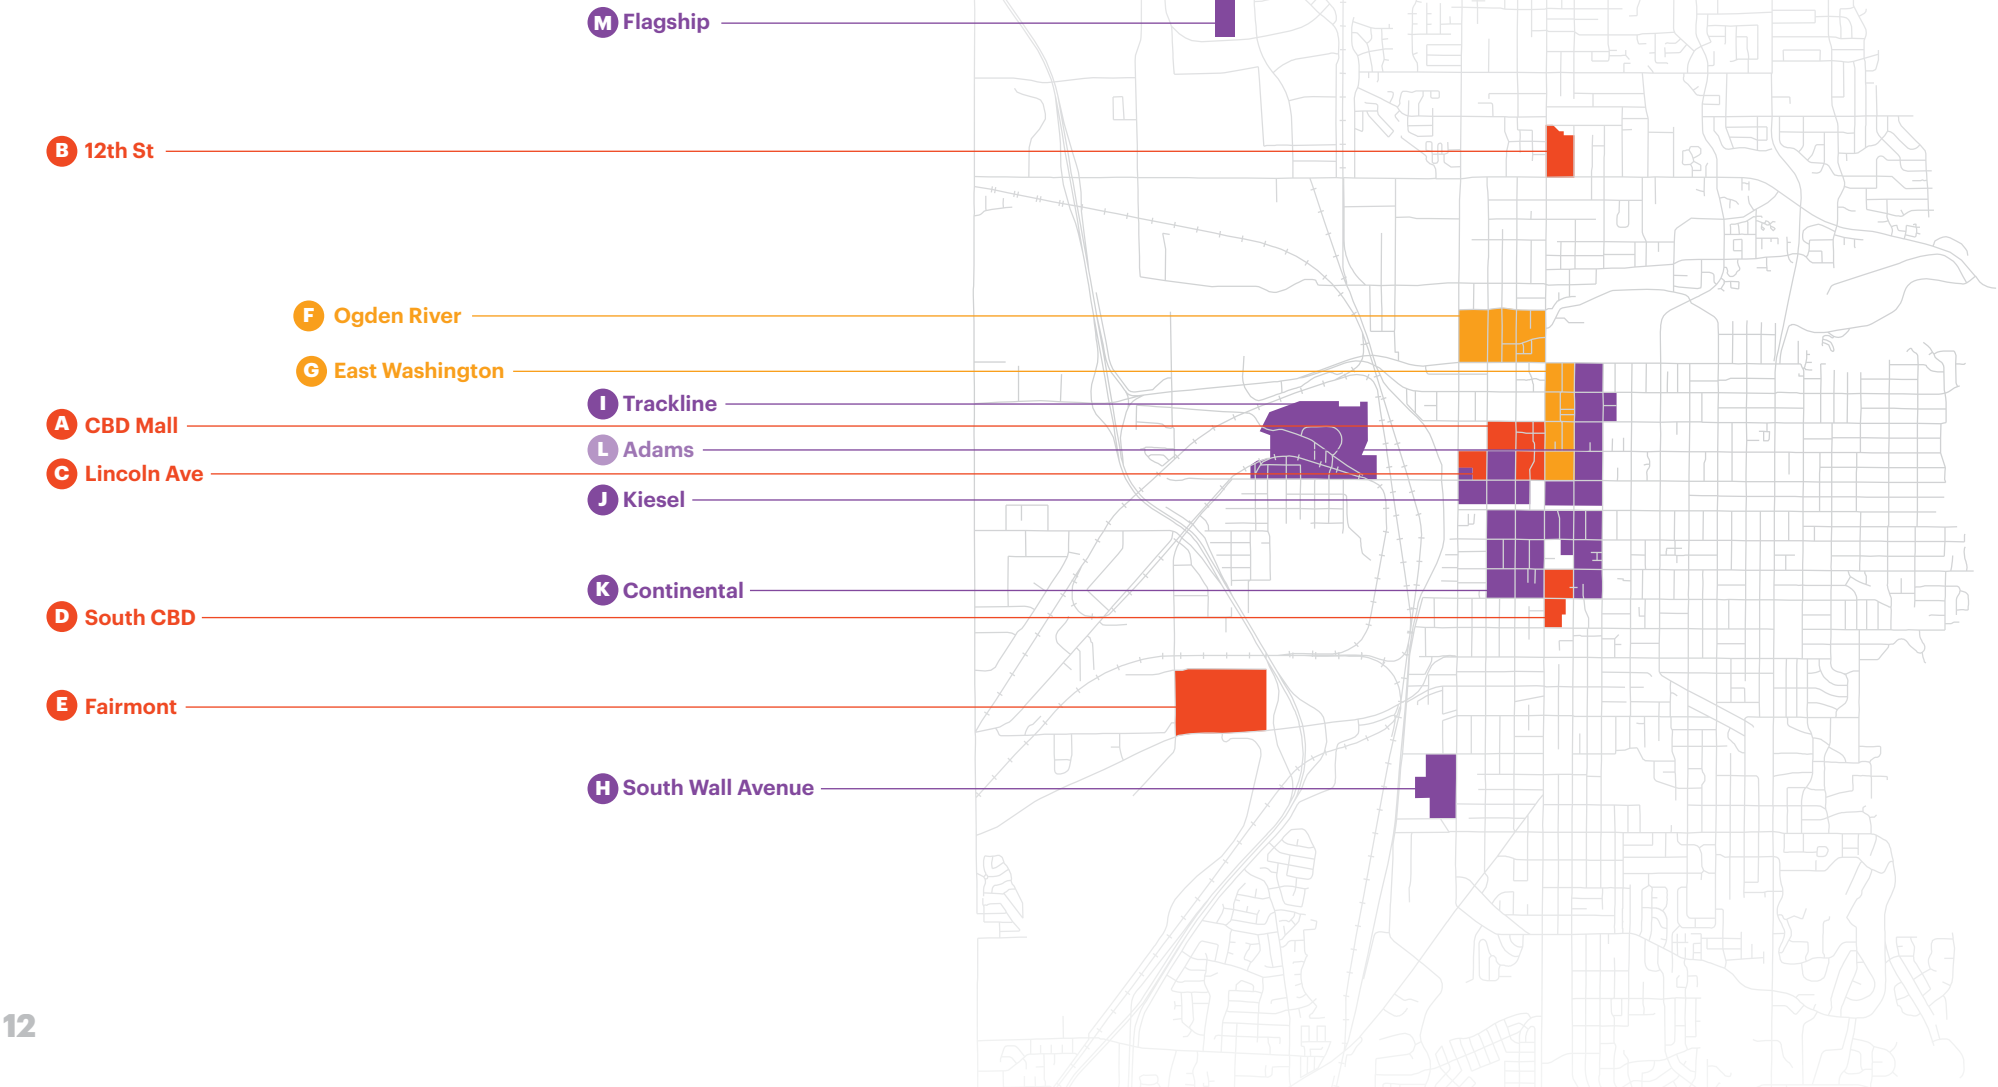 M Flagship
B 12th St
F Ogden River
G East Washington
I Trackline
A CBD Mall
L Adams
C Lincoln Ave
J Kiesel
K Continental
D South CBD
E Fairmont
H South Wall Avenue
12